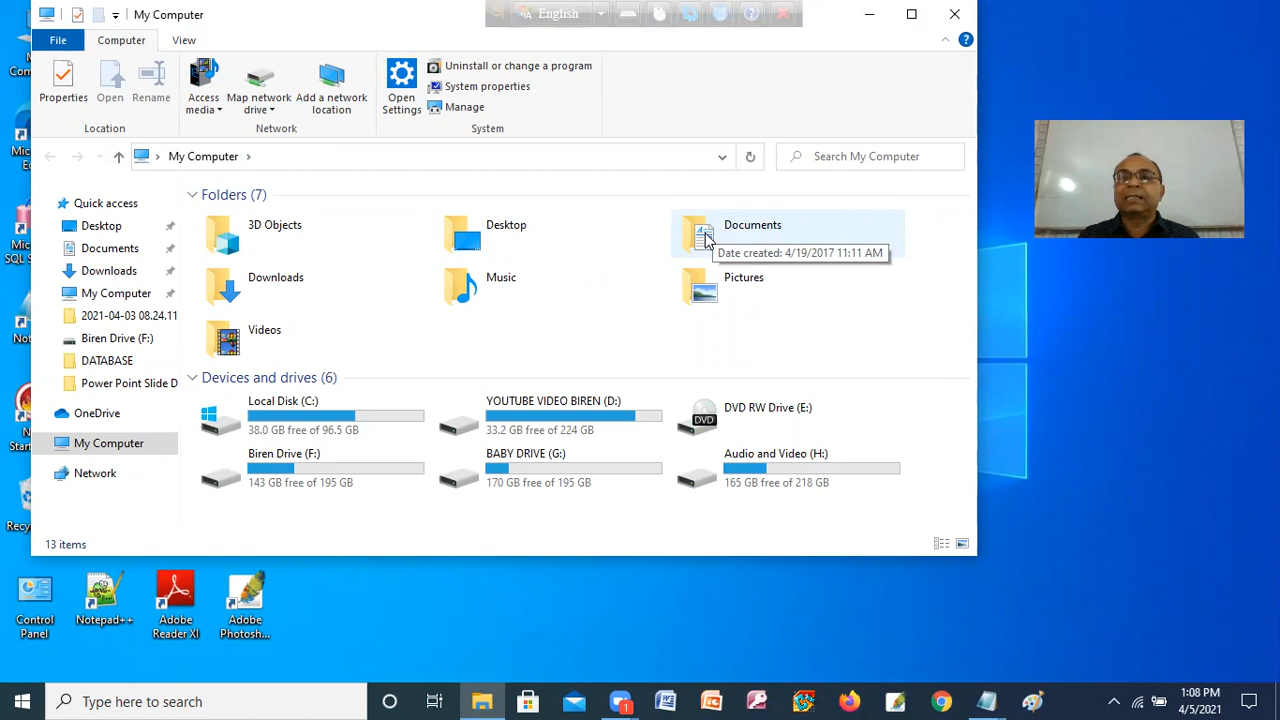 My Computer
English
File
Computer
View
Properties
Open
Rename
Access media
Map network drive
Add a network location
Open Settings
Uninstall or change a program
System properties
Manage
Location
Network
System
My Computer
Search My Computer
Quick access
Desktop
Documents
Downloads
My Computer
2021-04-03 08.24.11
Biren Drive (F:)
DATABASE
Power Point Slide D
OneDrive
My Computer
Network
Folders (7)
3D Objects
Desktop
Documents
Date created: 4/19/2017 11:11 AM
Downloads
Music
Pictures
Videos
Devices and drives (6)
Local Disk (C:)
38.0 GB free of 96.5 GB
YOUTUBE VIDEO BIREN (D:)
33.2 GB free of 224 GB
DVD RW Drive (E:)
DVD
Biren Drive (F:)
143 GB free of 195 GB
BABY DRIVE (G:)
170 GB free of 195 GB
Audio and Video (H:)
165 GB free of 218 GB
13 items
Control Panel
Notepad++
Adobe Reader XI
Adobe Photosh...
Type here to search
1
1:08 PM
4/5/2021